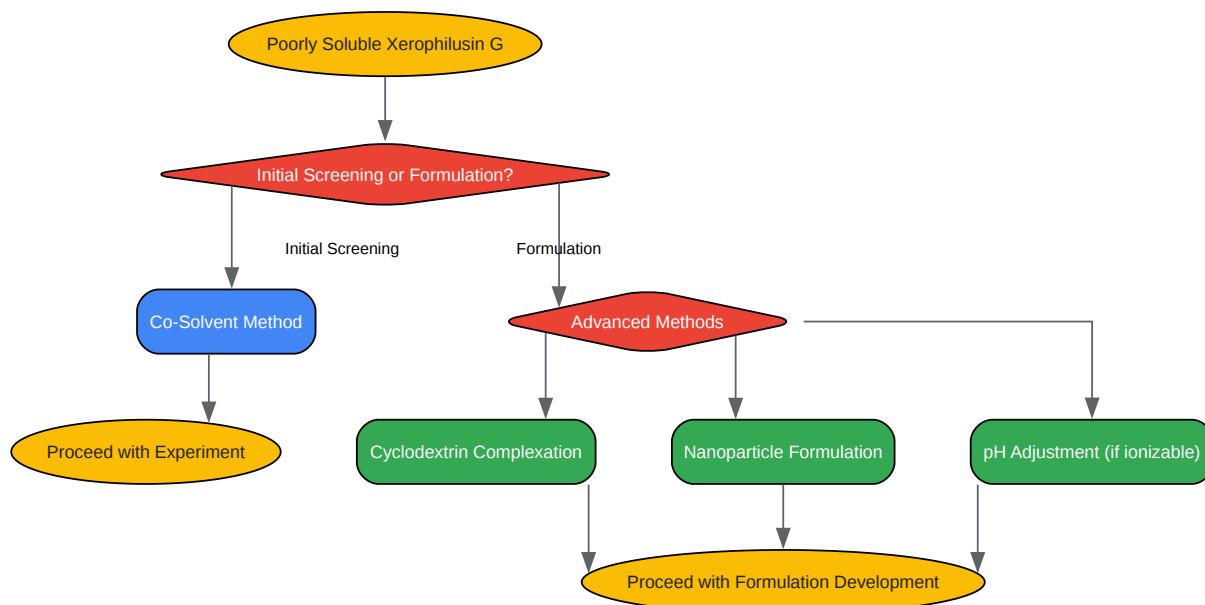 Poorly Soluble Xerophilusin G
Initial Screening or Formulation?
Initial Screening
Formulation
Co-Solvent Method
Advanced Methods
Proceed with Experiment
Cyclodextrin Complexation
Nanoparticle Formulation
pH Adjustment (if ionizable)
Proceed with Formulation Development